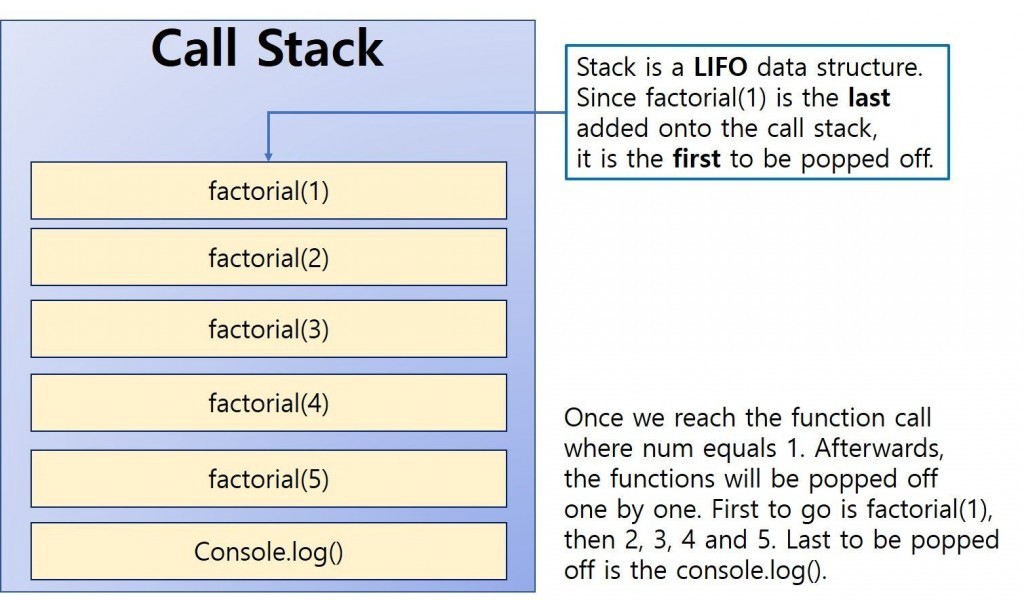 Call Stack
Stack is a LIFO data structure.
Since factorial(1) is the last
added onto the call stack,
it is the first to be popped off.
factorial(1)
factorial(2)
factorial(3)
factorial(4)
factorial(5)
Console.log()
Once we reach the function call
where num equals 1. Afterwards,
the functions will be popped off
one by one. First to go is factorial(1),
then 2, 3, 4 and 5. Last to be popped
off is the console.log().